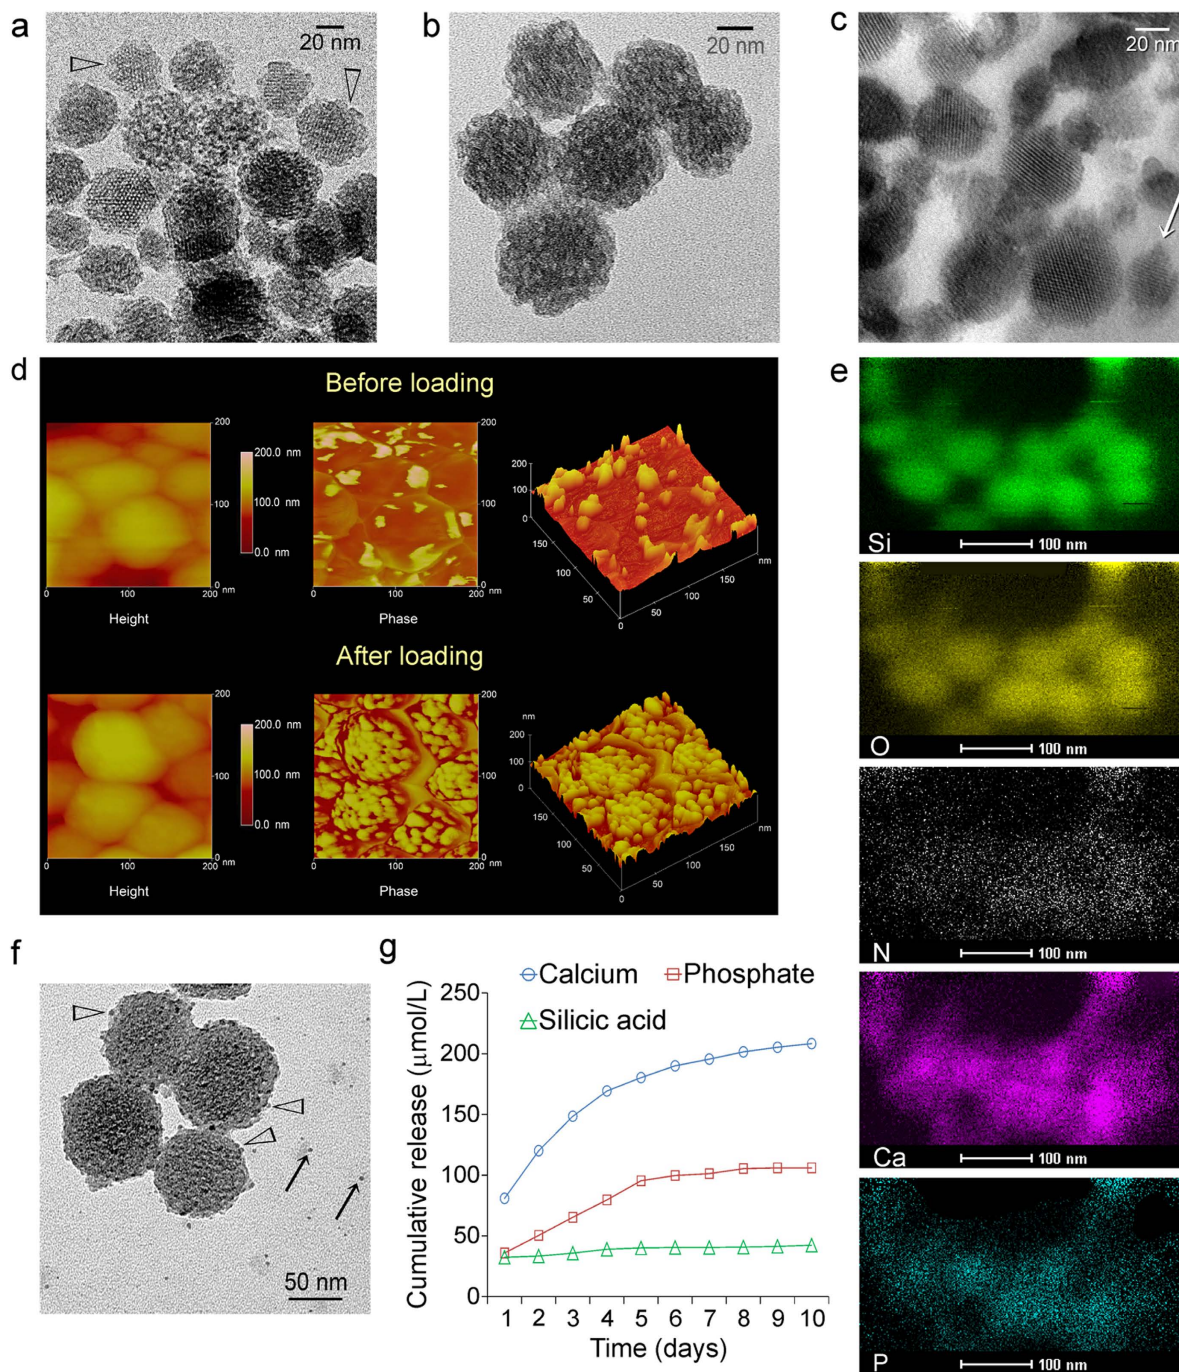 a
20 nm
b
20 nm
c
20 nm
d
Before loading
200
100
0
0
100
200
nm
Height
200.0 nm
100.0 nm
0.0 nm
200
100
0
0
100
200
nm
Phase
200
100
0
150
100
50
0
50
100
150
nm
After loading
200
100
0
0
100
200
nm
Height
200.0 nm
100.0 nm
0.0 nm
200
100
0
0
100
200
nm
Phase
nm
200
100
0
150
100
50
0
50
100
150
nm
e
Si
100 nm
O
100 nm
N
100 nm
Ca
100 nm
P
100 nm
f
50 nm
g
Calcium
Phosphate
Silicic acid
Cumulative release (μmol/L)
250
200
150
100
50
0
1 2 3 4 5 6 7 8 9 10
Time (days)